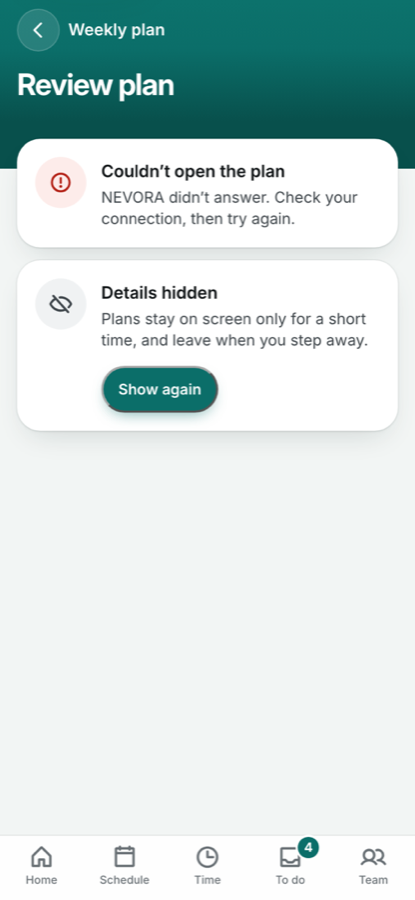 Weekly plan
Review plan
Couldn’t open the plan
NEVORA didn’t answer. Check your
connection, then try again.
Details hidden
Plans stay on screen only for a short
time, and leave when you step away.
Show again
4
Home
Schedule
Time
To do
Team